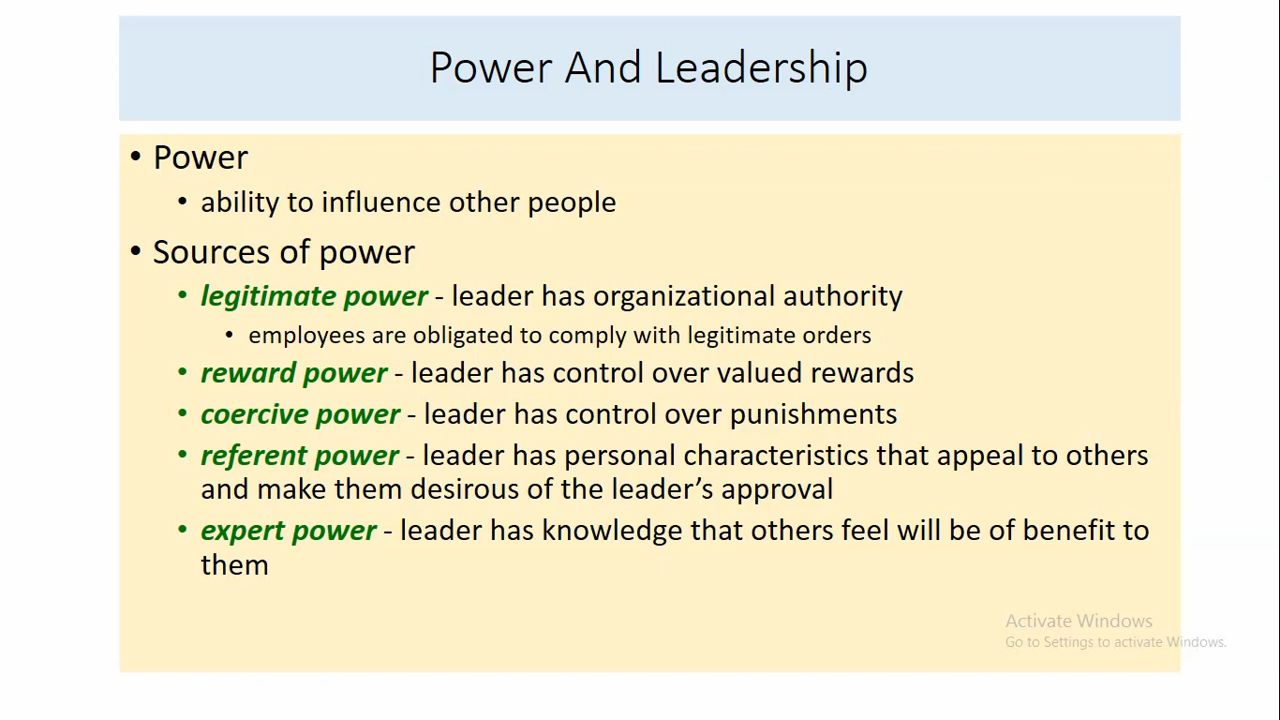 Power And Leadership
• Power
• ability to influence other people
• Sources of power
• legitimate power - leader has organizational authority
• employees are obligated to comply with legitimate orders
• reward power - leader has control over valued rewards
• coercive power - leader has control over punishments
• referent power - leader has personal characteristics that appeal to others
and make them desirous of the leader’s approval
• expert power - leader has knowledge that others feel will be of benefit to
them
Activate Windows
Go to Settings to activate Windows.